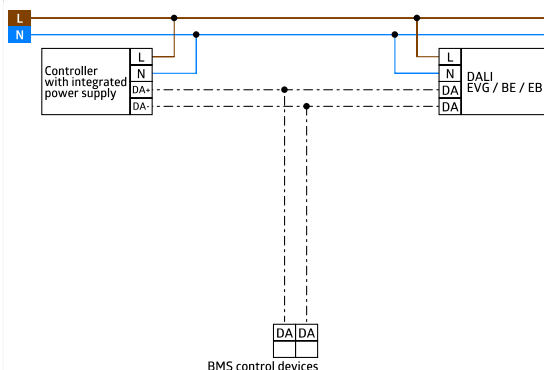 L
N
Controller
with integrated
power supply
L
N
DA+
DA-
L
N
DA
DA
DALI
EVG / BE / EB
DA DA
BMS control devices